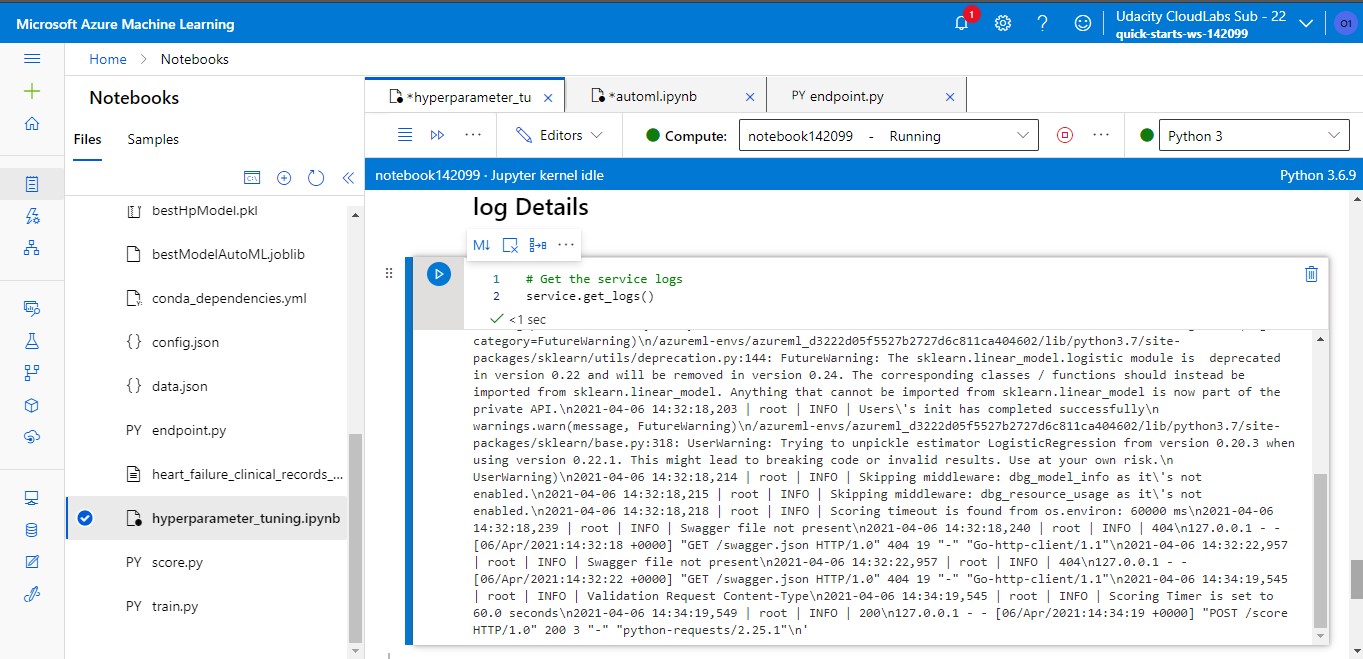 Microsoft Azure Machine Learning
1
Udacity CloudLabs Sub - 22
quick-starts-ws-142099
O1
Home > Notebooks
Notebooks
Files Samples
bestHpModel.pkl
bestModelAutoML.joblib
conda_dependencies.yml
{} config.json
{} data.json
PY endpoint.py
heart_failure_clinical_records_...
hyperparameter_tuning.ipynb
PY score.py
PY train.py
*hyperparameter_tu ×
*automl.ipynb ×
PY endpoint.py ×
Editors
Compute: notebook142099 - Running
Python 3
notebook142099 · Jupyter kernel idle
Python 3.6.9
log Details
M↓
1 # Get the service logs
2 service.get_logs()
<1 sec
category=FutureWarning)\n/azureml-envs/azureml_d3222d05f5527b2727d6c811ca404602/lib/python3.7/site-
packages/sklearn/utils/deprecation.py:144: FutureWarning: The sklearn.linear_model.logistic module is  deprecated
in version 0.22 and will be removed in version 0.24. The corresponding classes / functions should instead be
imported from sklearn.linear_model. Anything that cannot be imported from sklearn.linear_model is now part of the
private API.\n2021-04-06 14:32:18,203 | root | INFO | Users\'s init has completed successfully\n
warnings.warn(message, FutureWarning)\n/azureml-envs/azureml_d3222d05f5527b2727d6c811ca404602/lib/python3.7/site-
packages/sklearn/base.py:318: UserWarning: Trying to unpickle estimator LogisticRegression from version 0.20.3 when
using version 0.22.1. This might lead to breaking code or invalid results. Use at your own risk.\n
UserWarning)\n2021-04-06 14:32:18,214 | root | INFO | Skipping middleware: dbg_model_info as it\'s not
enabled.\n2021-04-06 14:32:18,215 | root | INFO | Skipping middleware: dbg_resource_usage as it\'s not
enabled.\n2021-04-06 14:32:18,218 | root | INFO | Scoring timeout is found from os.environ: 60000 ms\n2021-04-06
14:32:18,239 | root | INFO | Swagger file not present\n2021-04-06 14:32:18,240 | root | INFO | 404\n127.0.0.1 - -
[06/Apr/2021:14:32:18 +0000] "GET /swagger.json HTTP/1.0" 404 19 "-" "Go-http-client/1.1"\n2021-04-06 14:32:22,957
| root | INFO | Swagger file not present\n2021-04-06 14:32:22,957 | root | INFO | 404\n127.0.0.1 - -
[06/Apr/2021:14:32:22 +0000] "GET /swagger.json HTTP/1.0" 404 19 "-" "Go-http-client/1.1"\n2021-04-06 14:34:19,545
| root | INFO | Validation Request Content-Type\n2021-04-06 14:34:19,545 | root | INFO | Scoring Timer is set to
60.0 seconds\n2021-04-06 14:34:19,549 | root | INFO | 200\n127.0.0.1 - - [06/Apr/2021:14:34:19 +0000] "POST /score
HTTP/1.0" 200 3 "-" "python-requests/2.25.1"\n'